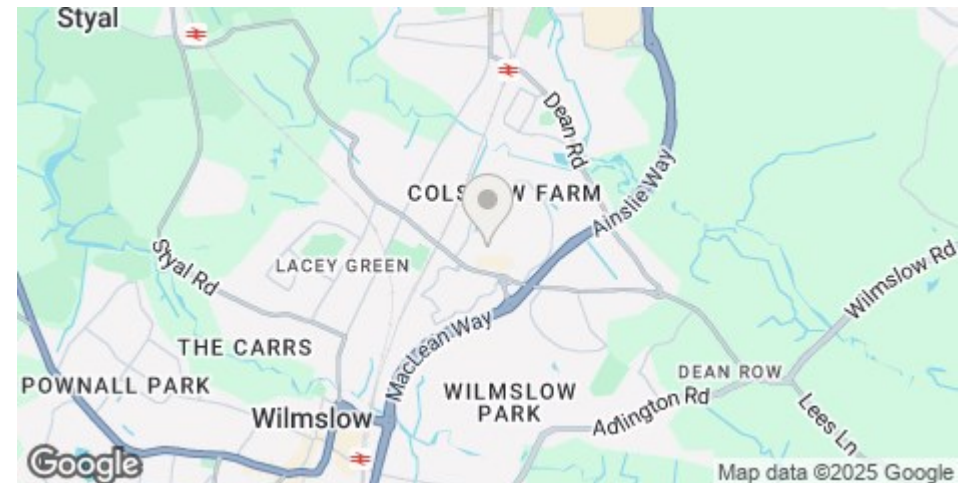 Styal
Dean Rd
COLS W FARM
Ainslie Way
LACEY GREEN
Styal Rd
Wilmslow Rd
MacLean Way
THE CARRS
DEAN ROW
POWNALL PARK
WILMSLOW
PARK
Adlington Rd
Lees Ln
Wilmslow
Google
Map data ©2025 Google